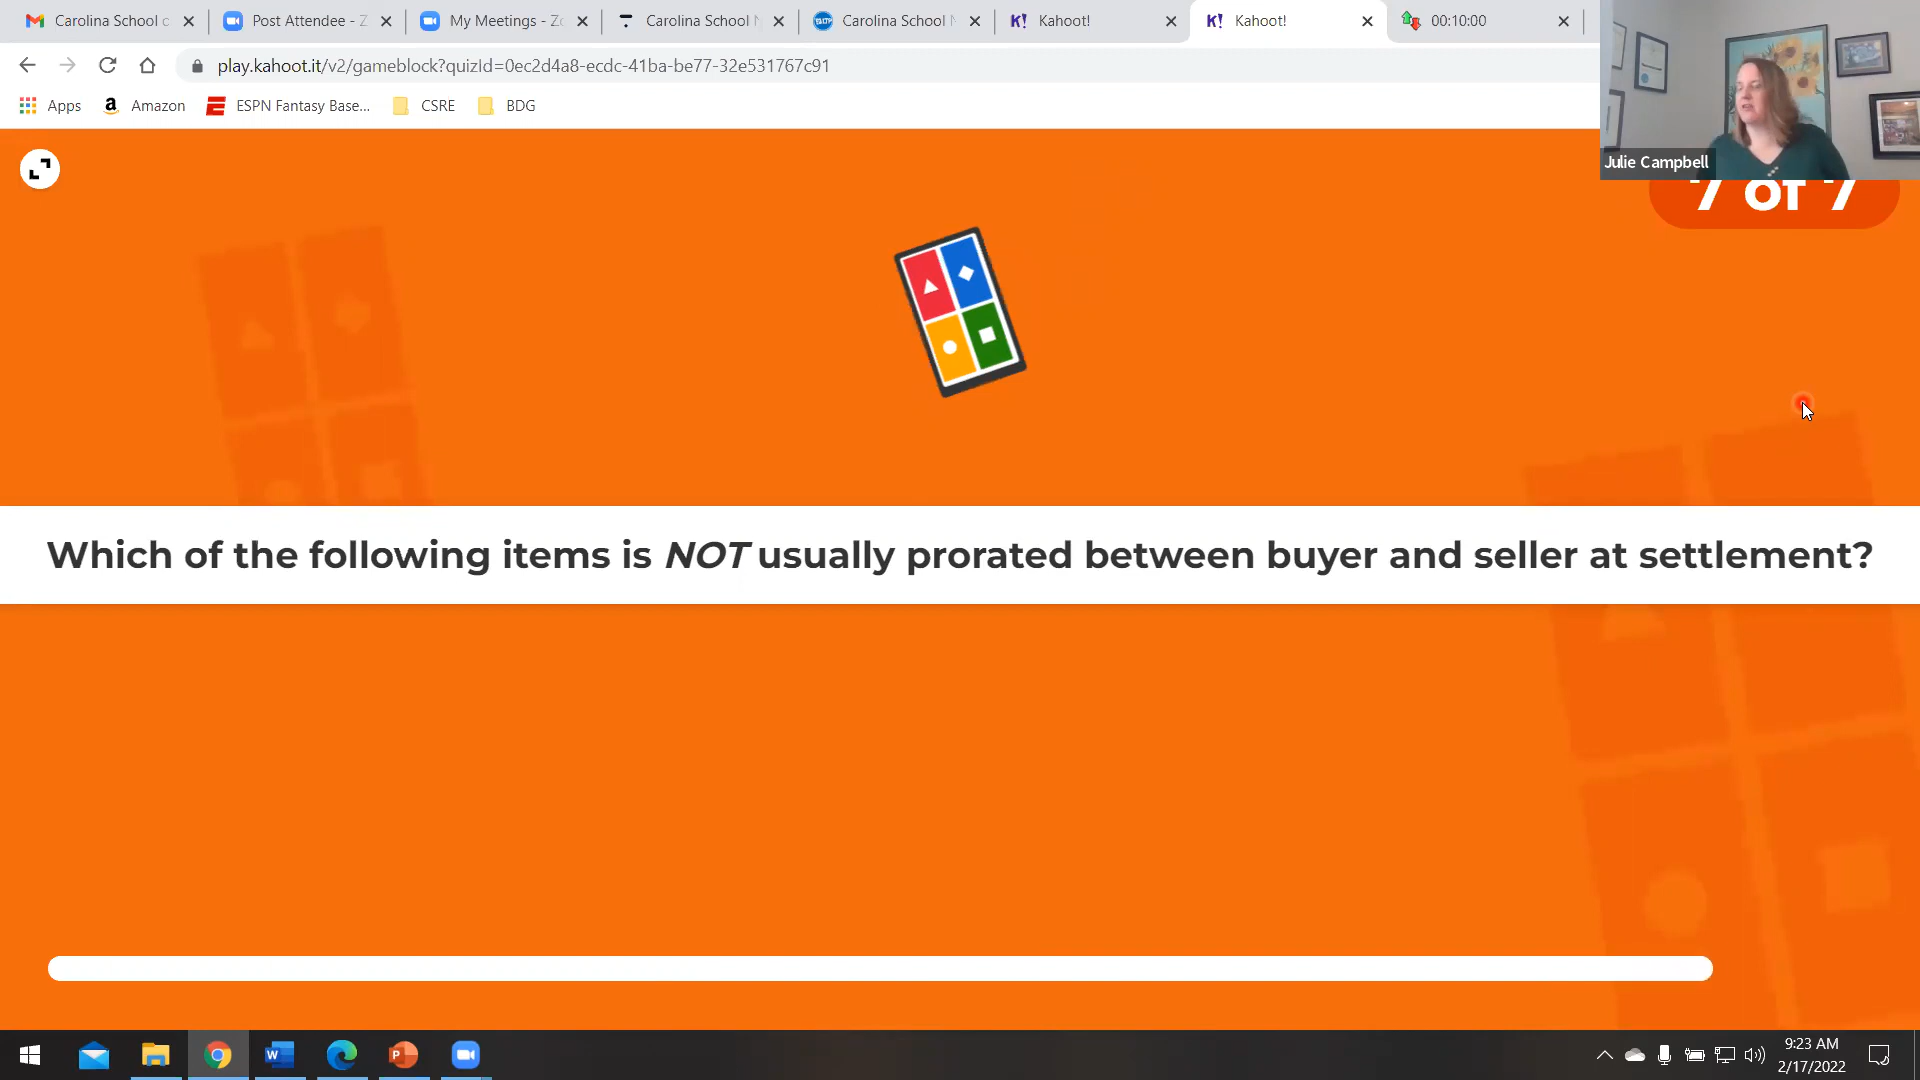 Carolina School o
Post Attendee - Z
My Meetings - Zo
Carolina School N
Carolina School N
Kahoot!
Kahoot!
00:10:00
play.kahoot.it/v2/gameblock?quizId=0ec2d4a8-ecdc-41ba-be77-32e531767c91
Apps
Amazon
ESPN Fantasy Base...
CSRE
BDG
Julie Campbell
7 of 7
Which of the following items is NOT usually prorated between buyer and seller at settlement?
9:23 AM
2/17/2022